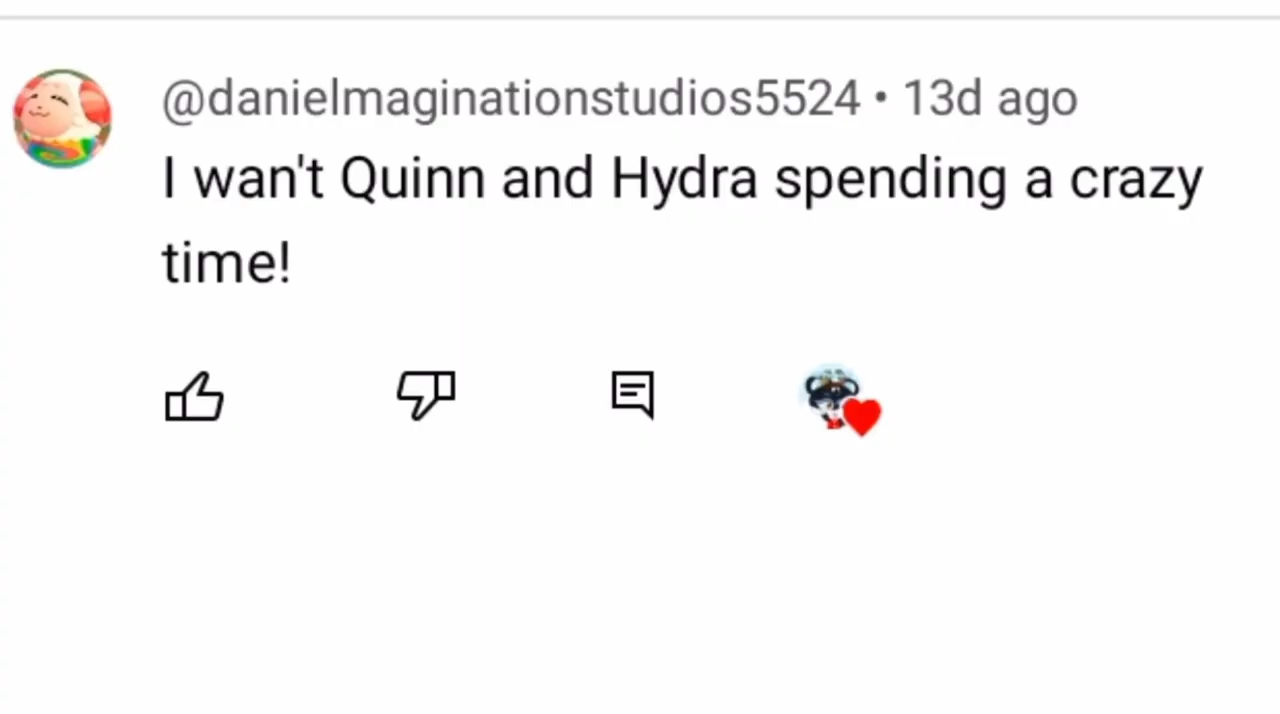 @danielmaginationstudios5524 • 13d ago
I wan't Quinn and Hydra spending a crazy
time!